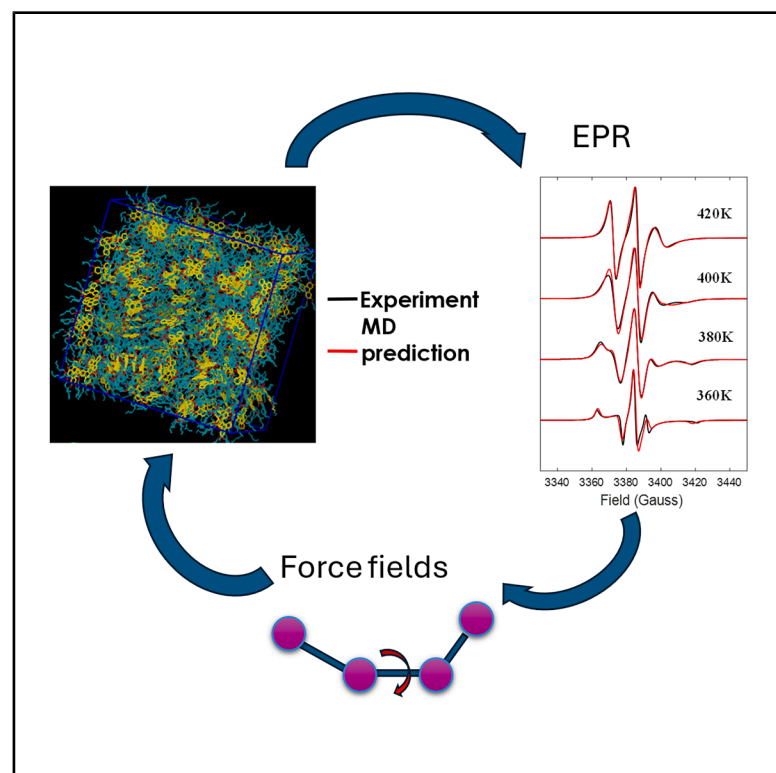 EPR
420K
400K
380K
360K
3340 3360 3380 3400 3420 3440
Field (Gauss)
Experiment
MD
prediction
Force fields